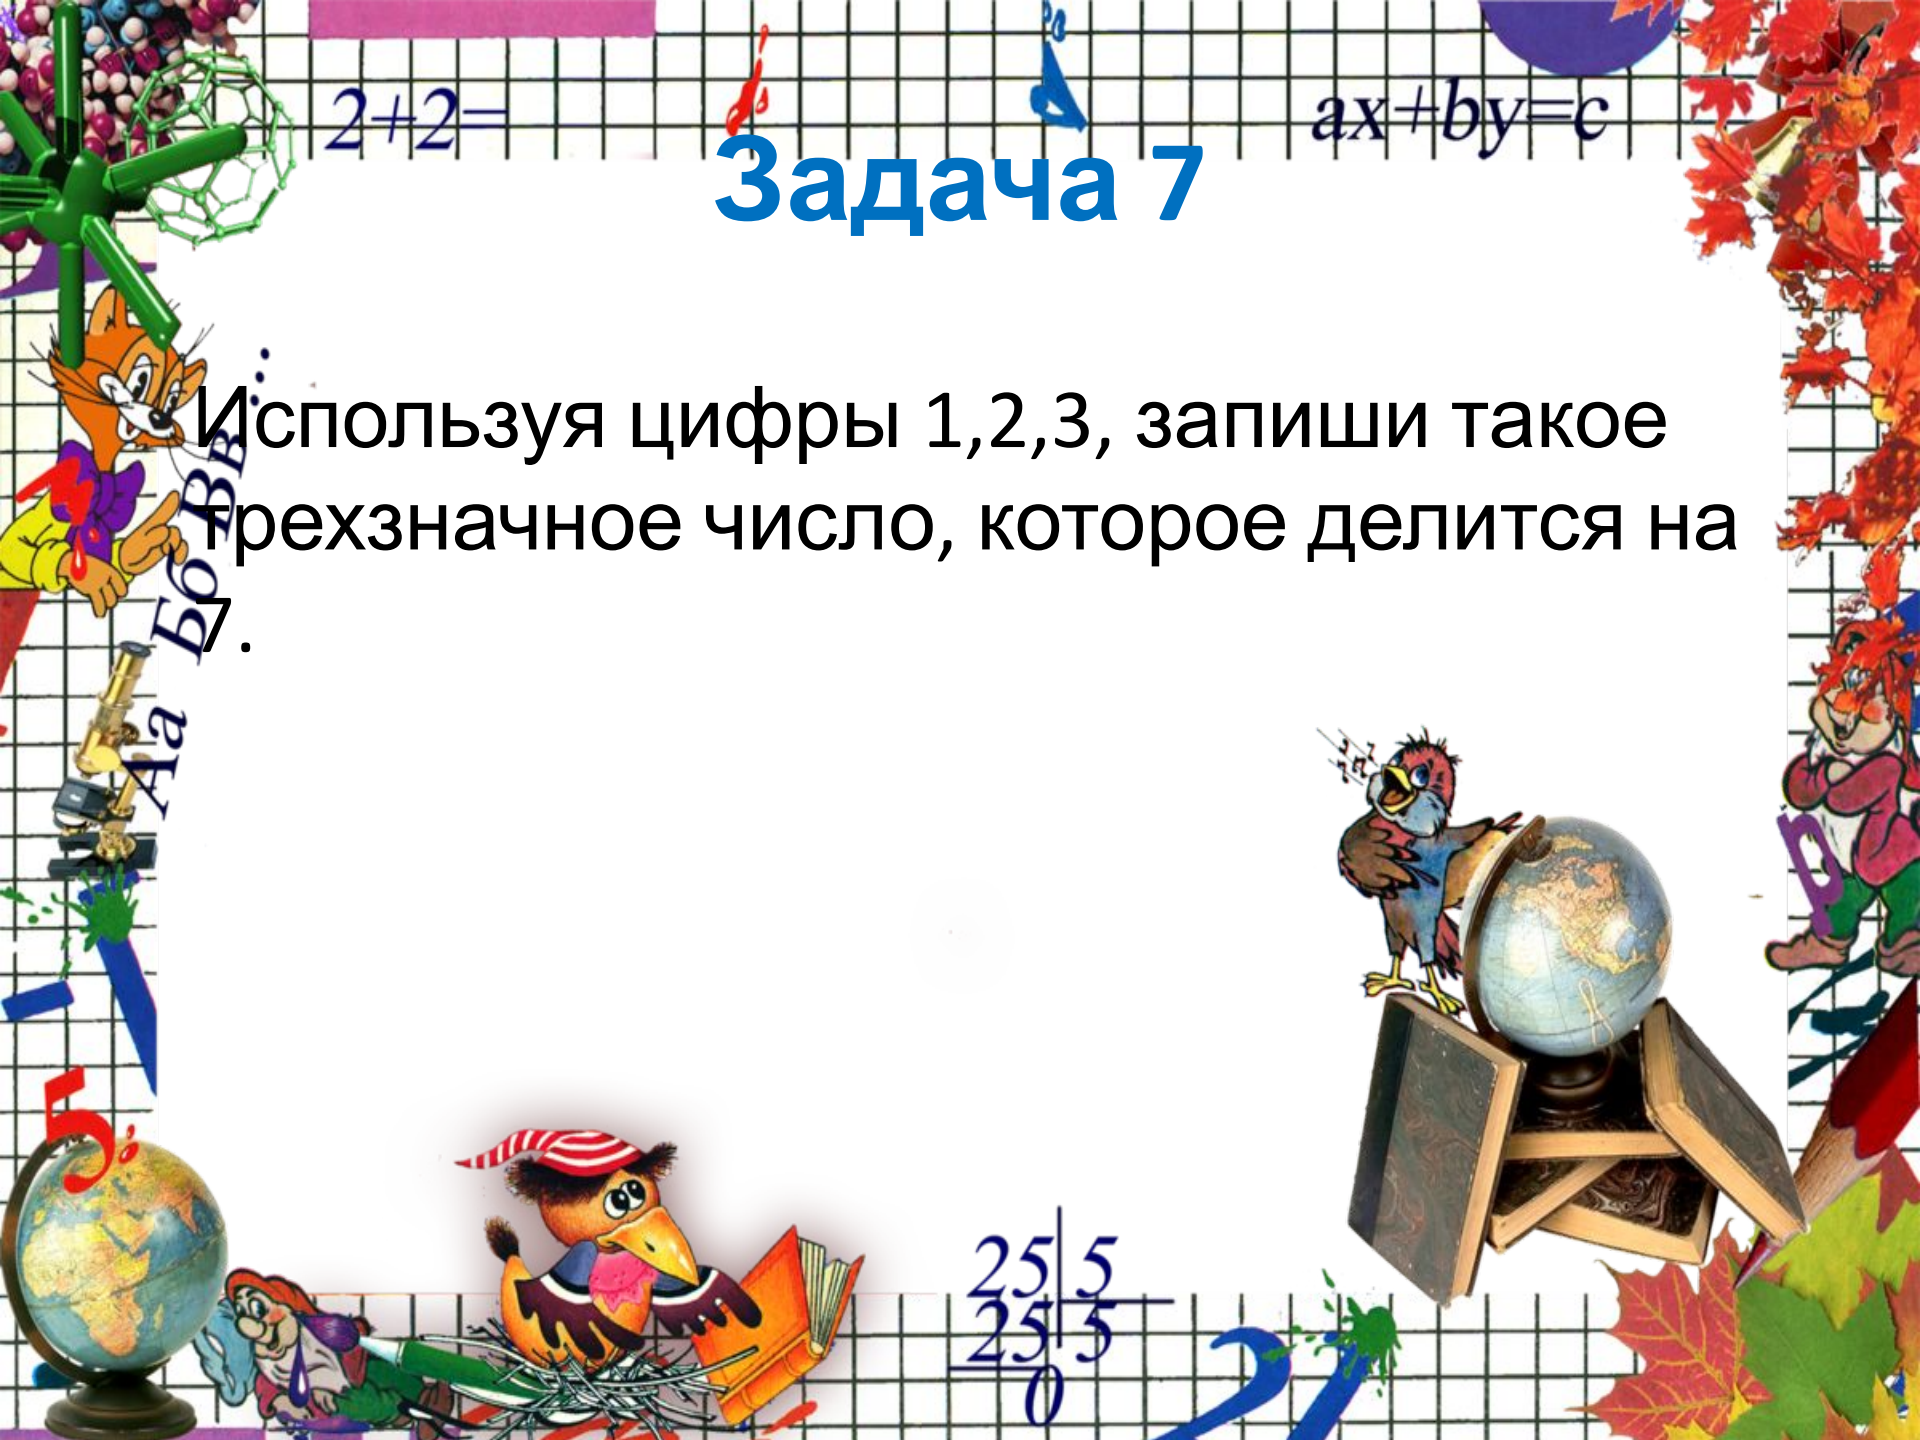 2+2=
ax+by=c
Задача 7
Аа Бб Вв...
Используя цифры 1,2,3, запиши такое
трехзначное число, которое делится на
7.
р
5
25 5
25 5
0